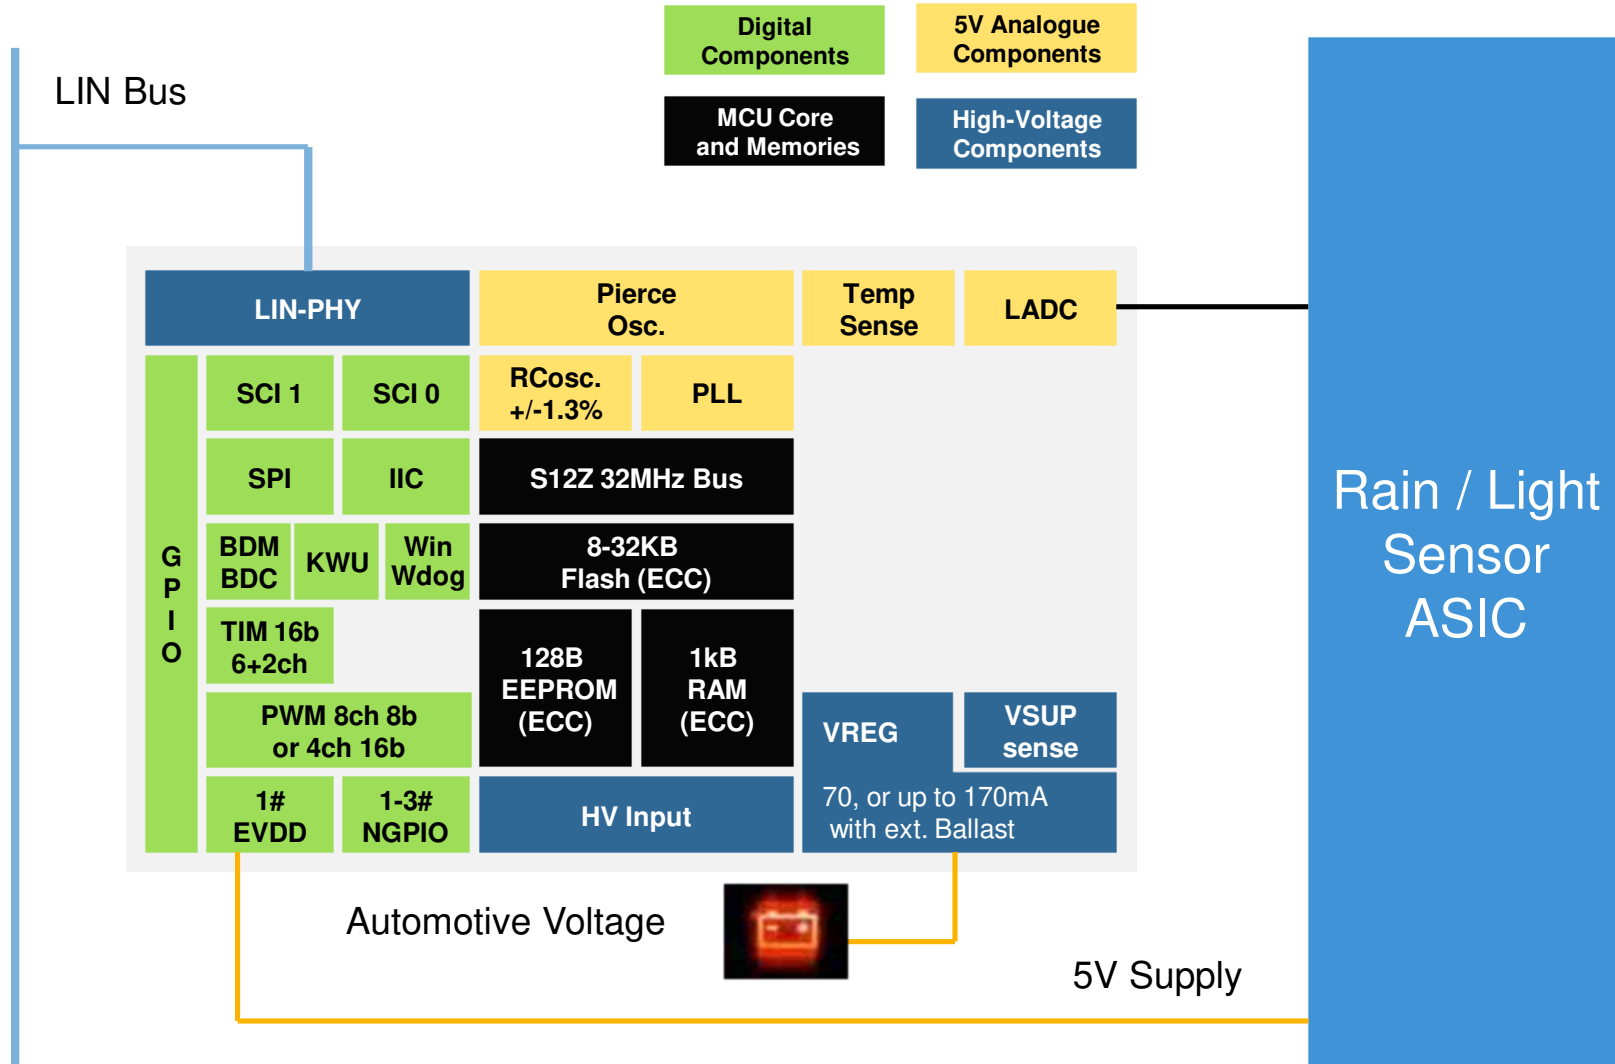 Digital
Components
5V Analogue
Components
LIN Bus
MCU Core
and Memories
High-Voltage
Components
LIN-PHY
Pierce
Osc.
Temp
Sense
LADC
SCI 1
SCI 0
RCosc.
+/-1.3%
PLL
SPI
IIC
S12Z 32MHz Bus
Rain / Light
Sensor
ASIC
G
P
I
O
BDM
BDC
KWU
Win
Wdog
8-32KB
Flash (ECC)
TIM 16b
6+2ch
128B
EEPROM
(ECC)
1kB
RAM
(ECC)
PWM 8ch 8b
or 4ch 16b
VREG
VSUP
sense
1#
EVDD
1-3#
NGPIO
HV Input
70, or up to 170mA
with ext. Ballast
Automotive Voltage
5V Supply